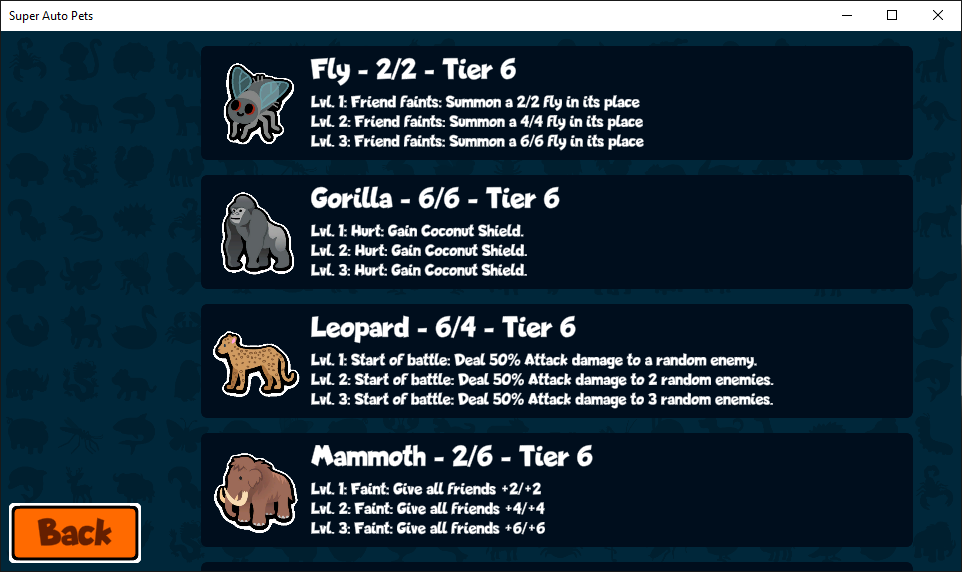 Super Auto Pets
Fly - 2/2 - Tier 6
Lvl. 1: Friend faints: Summon a 2/2 fly in its place
Lvl. 2: Friend faints: Summon a 4/4 fly in its place
Lvl. 3: Friend faints: Summon a 6/6 fly in its place
Gorilla - 6/6 - Tier 6
Lvl. 1: Hurt: Gain Coconut Shield.
Lvl. 2: Hurt: Gain Coconut Shield.
Lvl. 3: Hurt: Gain Coconut Shield.
Leopard - 6/4 - Tier 6
Lvl. 1: Start of battle: Deal 50% Attack damage to a random enemy.
Lvl. 2: Start of battle: Deal 50% Attack damage to 2 random enemies.
Lvl. 3: Start of battle: Deal 50% Attack damage to 3 random enemies.
Mammoth - 2/6 - Tier 6
Lvl. 1: Faint: Give all friends +2/+2
Lvl. 2: Faint: Give all friends +4/+4
Lvl. 3: Faint: Give all friends +6/+6
Back